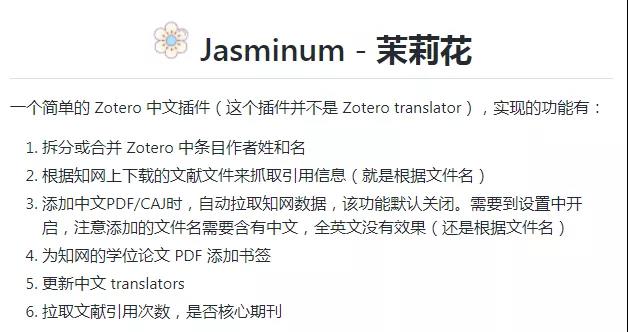 Jasminum - 茉莉花
一个简单的 Zotero 中文插件（这个插件并不是 Zotero translator），实现的功能有：
1. 拆分或合并 Zotero 中条目作者姓和名
2. 根据知网上下载的文献文件来抓取引用信息（就是根据文件名）
3. 添加中文PDF/CAJ时，自动拉取知网数据，该功能默认关闭。需要到设置中开
启，注意添加的文件名需要含有中文，全英文没有效果（还是根据文件名）
4. 为知网的学位论文 PDF 添加书签
5. 更新中文 translators
6. 拉取文献引用次数，是否核心期刊